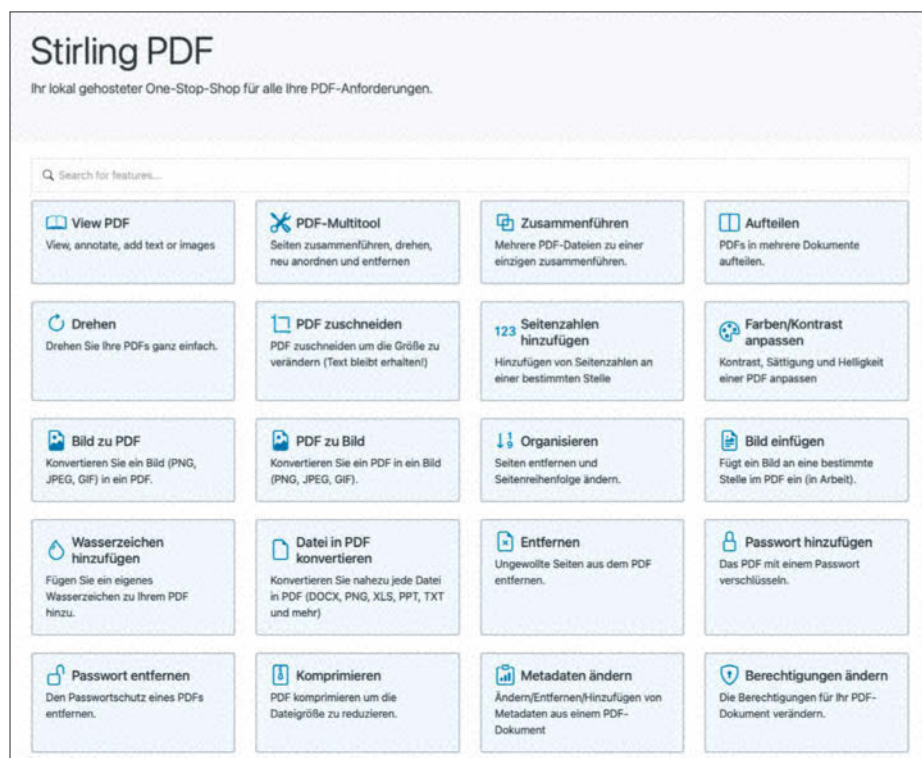 Stirling PDF
Ihr lokal gehosteter One-Stop-Shop für alle Ihre PDF-Anforderungen.
Search for features...
View PDF
View, annotate, add text or images
PDF-Multitool
Seiten zusammenführen, drehen,
neu anordnen und entfernen
Zusammenführen
Mehrere PDF-Dateien zu einer
einzigen zusammenführen.
Aufteilen
PDFs in mehrere Dokumente
aufteilen.
Drehen
Drehen Sie Ihre PDFs ganz einfach.
PDF zuschneiden
PDF zuschneiden um die Größe zu
verändern (Text bleibt erhalten!)
123 Seitenzahlen
hinzufügen
Hinzufügen von Seitenzahlen an
einer bestimmten Stelle
Farben/Kontrast
anpassen
Kontrast, Sättigung und Helligkeit
einer PDF anpassen
Bild zu PDF
Konvertieren Sie ein Bild (PNG,
JPEG, GIF) in ein PDF.
PDF zu Bild
Konvertieren Sie ein PDF in ein Bild
(PNG, JPEG, GIF).
Organisieren
Seiten entfernen und
Seitenreihenfolge ändern.
Bild einfügen
Fügt ein Bild an eine bestimmte
Stelle im PDF ein (in Arbeit).
Wasserzeichen
hinzufügen
Fügen Sie ein eigenes
Wasserzeichen zu Ihrem PDF
hinzu.
Datei in PDF
konvertieren
Konvertieren Sie nahezu jede Datei
in PDF (DOCX, PNG, XLS, PPT, TXT
und mehr)
Entfernen
Ungewollte Seiten aus dem PDF
entfernen.
Passwort hinzufügen
Das PDF mit einem Passwort
verschlüsseln.
Passwort entfernen
Den Passwortschutz eines PDFs
entfernen.
Komprimieren
PDF komprimieren um die
Dateigröße zu reduzieren.
Metadaten ändern
Ändern/Entfernen/Hinzufügen von
Metadaten aus einem PDF-
Dokument
Berechtigungen ändern
Die Berechtigungen für Ihr PDF-
Dokument verändern.